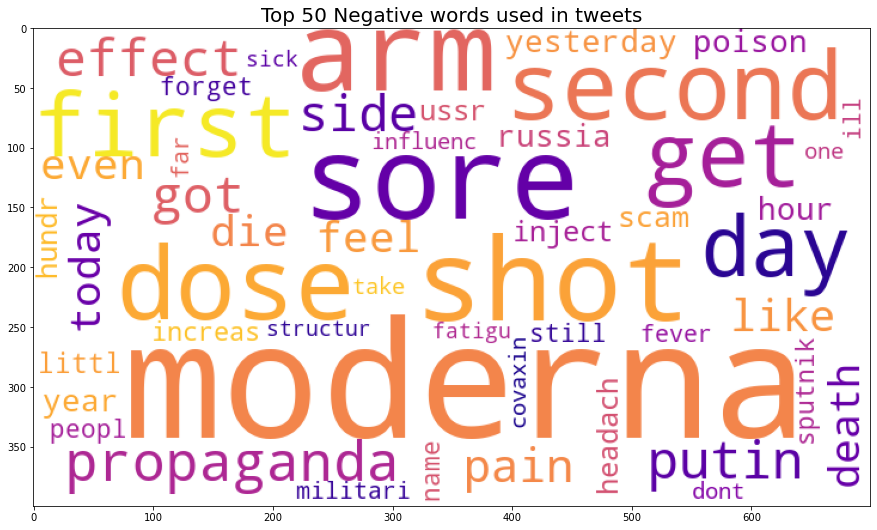 Top 50 Negative words used in tweets
0
50
100
150
200
250
300
350
0 100 200 300 400 500 600
effect
sick
arm
yesterday
poison
forget
first
side
ussr
second
ill
influenc
russia
far
even
sore
get
one
got
hundr
today
die
feel
inject
scam
hour
day
dose
take
shot
like
increas
structur
fatigu
still
fever
littl
moderna
covaxin
sputnik
year
peopl
propaganda
name
pain
headach
putin
death
militari
dont